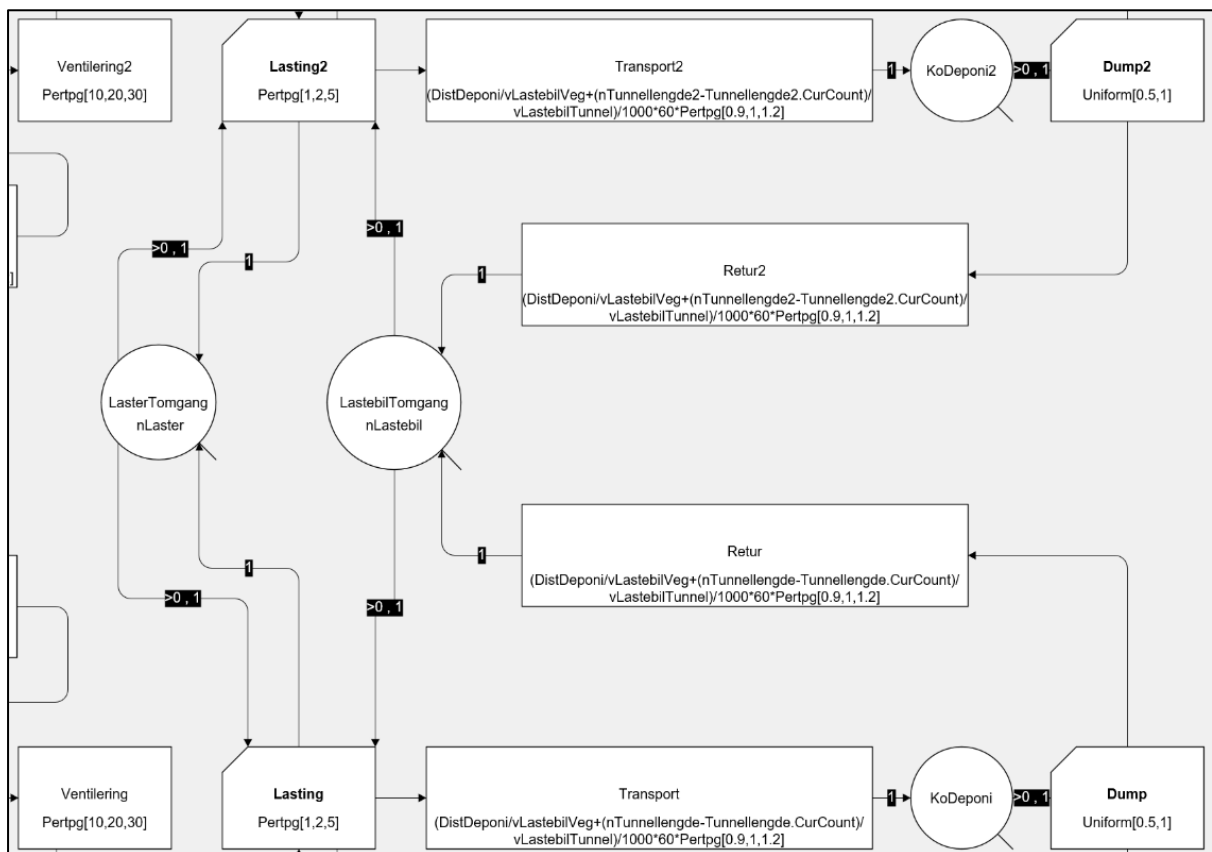 Ventilering2
Pertpg[10,20,30]
Lasting2
Pertpg[1,2,5]
Transport2
(DistDeponi/vLastebilVeg+(nTunnellengde2-Tunnellengde2.CurCount)/
vLastebilTunnel)/1000*60*Pertpg[0.9,1,1.2]
1
KoDeponi2
>0 , 1
Dump2
Uniform[0.5,1]
>0 , 1
>0 , 1
1
]
1
Retur2
(DistDeponi/vLastebilVeg+(nTunnellengde2-Tunnellengde2.CurCount)/
vLastebilTunnel)/1000*60*Pertpg[0.9,1,1.2]
LasterTomgang
nLaster
LastebilTomgang
nLastebil
1
Retur
(DistDeponi/vLastebilVeg+(nTunnellengde-Tunnellengde.CurCount)/
vLastebilTunnel)/1000*60*Pertpg[0.9,1,1.2]
1
>0 , 1
>0 , 1
Ventilering
Pertpg[10,20,30]
Lasting
Pertpg[1,2,5]
Transport
(DistDeponi/vLastebilVeg+(nTunnellengde-Tunnellengde.CurCount)/
vLastebilTunnel)/1000*60*Pertpg[0.9,1,1.2]
1
KoDeponi
>0 , 1
Dump
Uniform[0.5,1]